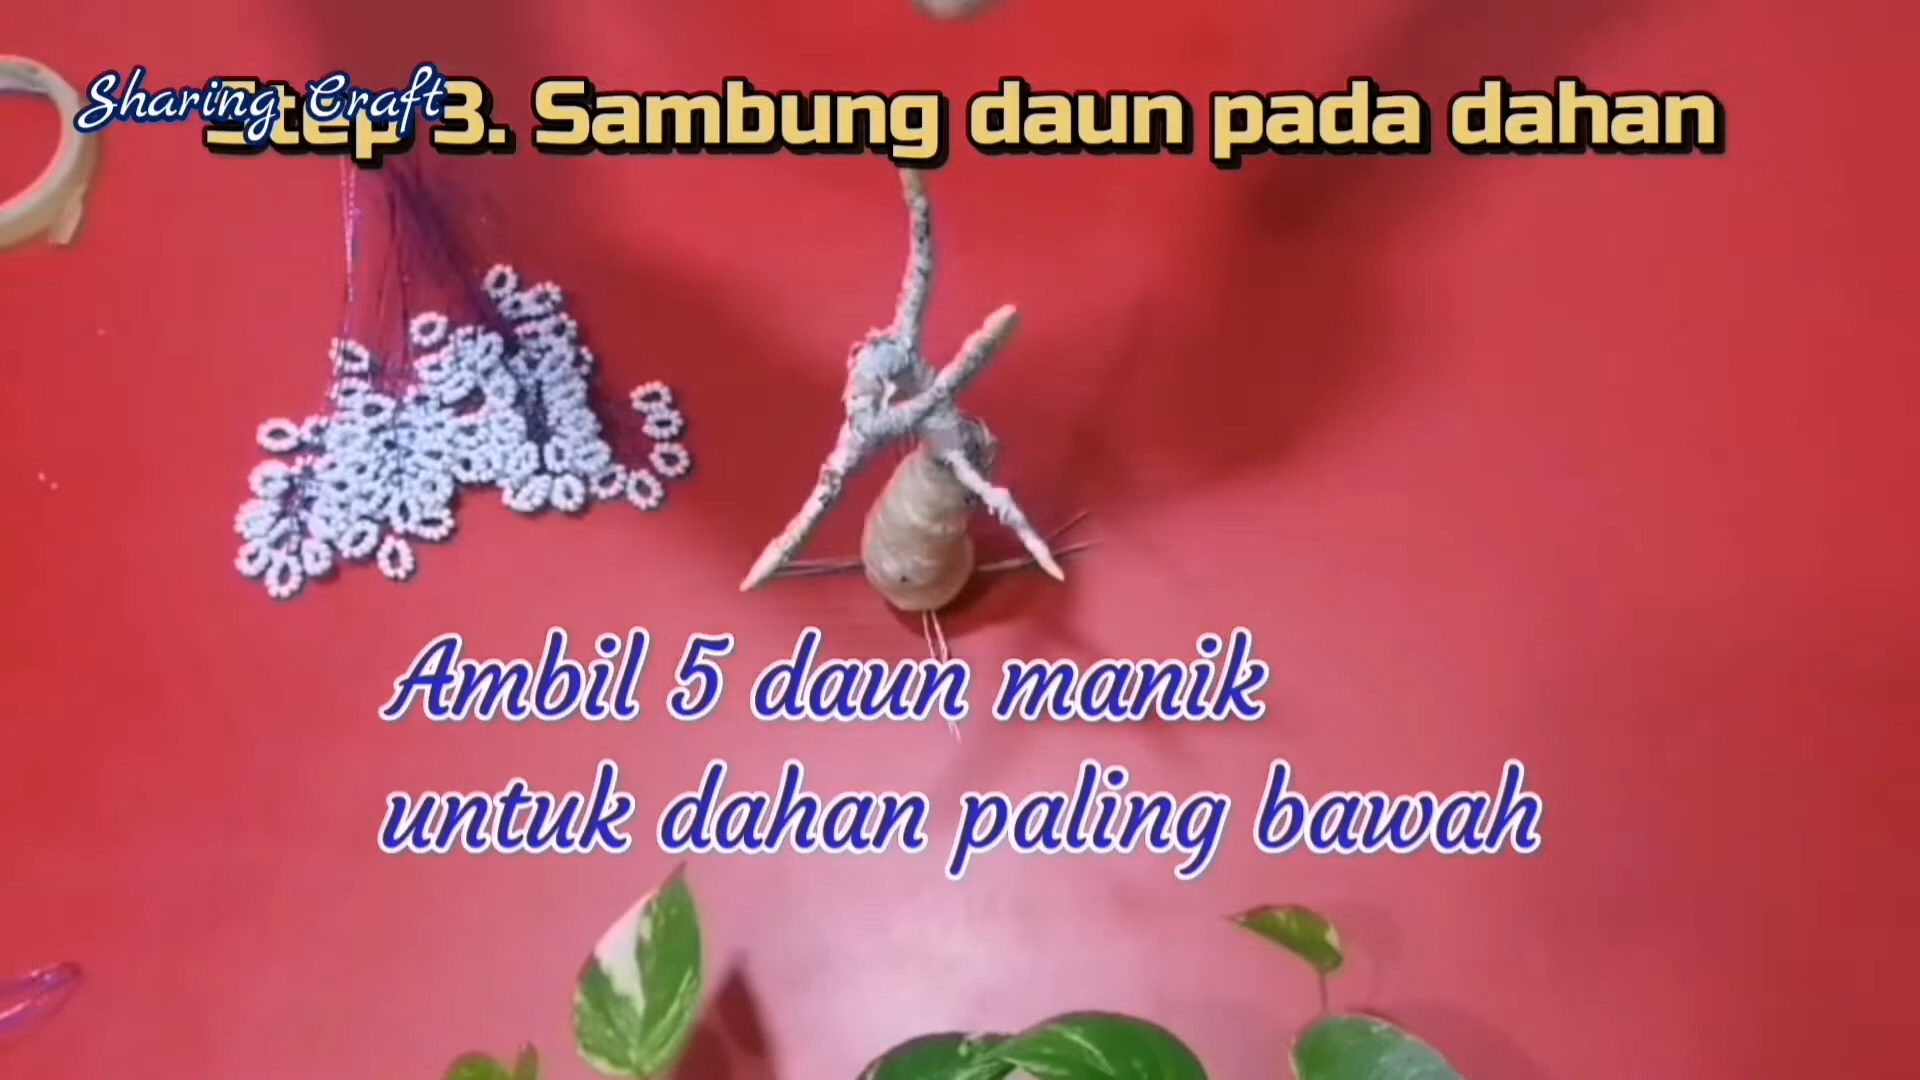 Sharing Craft
Step 3. Sambung daun pada dahan
Ambil 5 daun manik
untuk dahan paling bawah